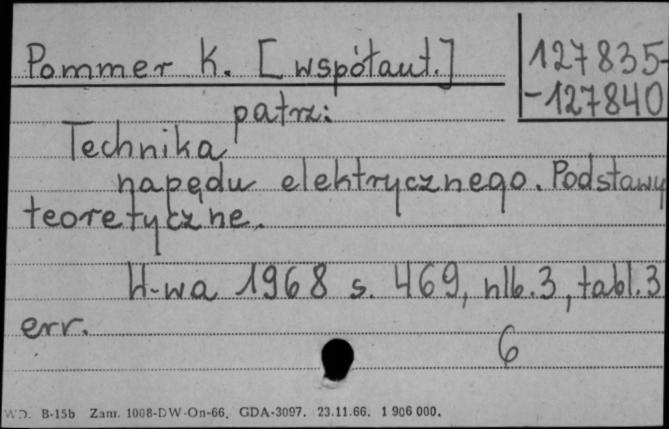 Pommer K. [współaut.]
127835-
-127840
patrz:
Technika
napędu elektrycznego. Podstawy
teoretyczne.
W-wa 1968 s. 469, nlb. 3, tabl. 3
err.
6
WD. B-15b Zam. 1008-DW-On-66, GDA-3097. 23.11.66. 1 906 000.